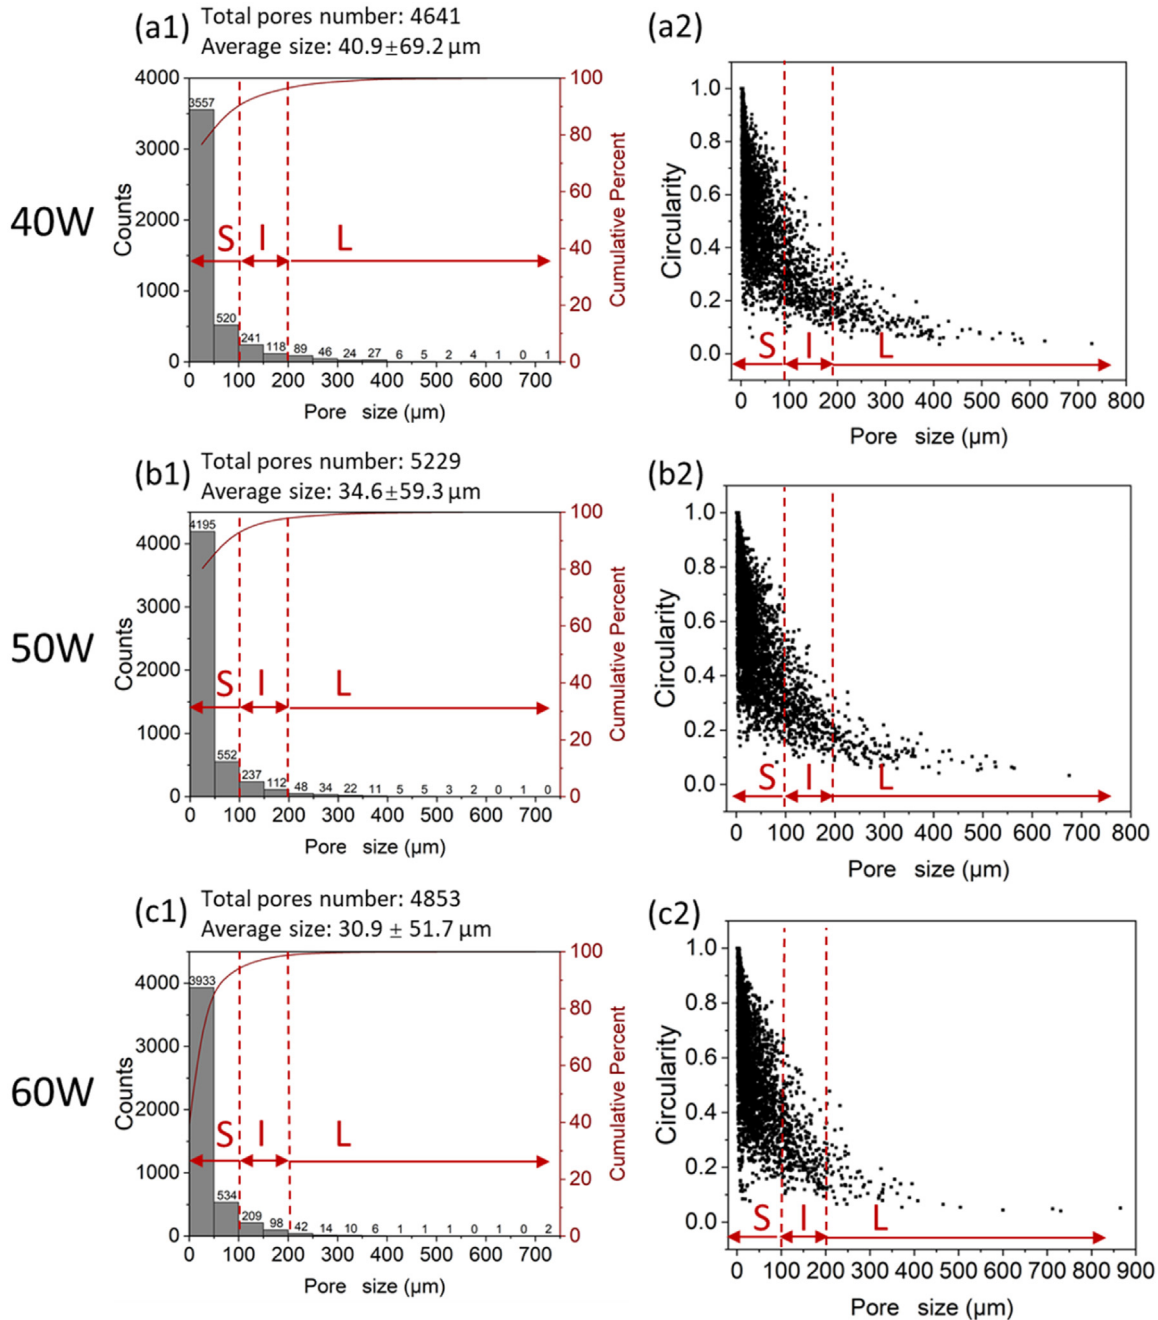 (a1) Total pores number: 4641
Average size: 40.9±69.2 µm
(a2)
40W
Counts
4000
3000
2000
1000
0
3557
520
241
118
89
46
24
27
6
5
2
4
1
0
1
S I L
0 100 200 300 400 500 600 700
Pore size (µm)
100
80
60
40
20
0
Cumulative Percent
Circularity
1.0
0.8
0.6
0.4
0.2
0.0
S I L
0 100 200 300 400 500 600 700 800
Pore size (µm)
(b1) Total pores number: 5229
Average size: 34.6±59.3 µm
(b2)
50W
Counts
4000
3000
2000
1000
0
4195
552
237
112
48
34
22
11
5
5
3
2
0
1
0
S I L
0 100 200 300 400 500 600 700
Pore size (µm)
100
80
60
40
20
0
Cumulative Percent
Circularity
1.0
0.8
0.6
0.4
0.2
0.0
S I L
0 100 200 300 400 500 600 700 800
Pore size (µm)
(c1) Total pores number: 4853
Average size: 30.9 ± 51.7 µm
(c2)
60W
Counts
4000
3000
2000
1000
0
3933
534
209
98
42
14
10
6
1
1
1
0
1
0
2
S I L
0 100 200 300 400 500 600 700
Pore size (µm)
100
80
60
40
20
0
Cumulative Percent
Circularity
1.0
0.8
0.6
0.4
0.2
0.0
S I L
0 100 200 300 400 500 600 700 800 900
Pore size (µm)